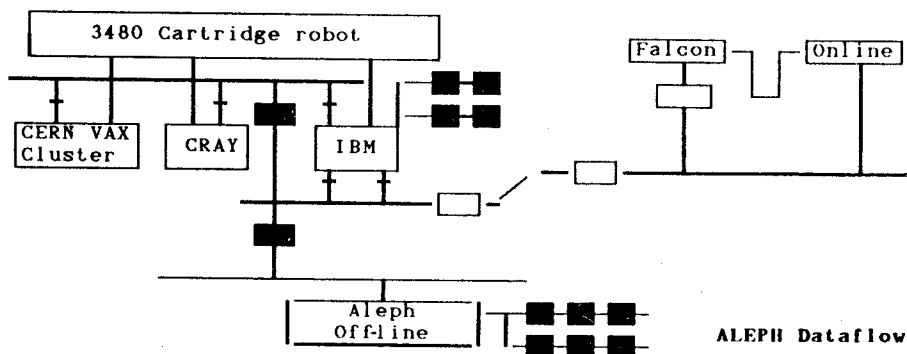 3480 Cartridge robot
Falcon
Online
CERN VAX
Cluster
CRAY
IBM
Aleph
Off-line
ALEPH Dataflow